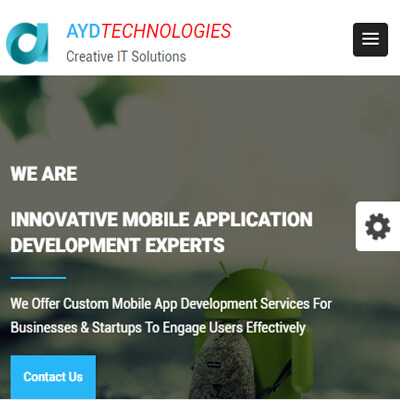 AYDTECHNOLOGIES
Creative IT Solutions
WE ARE
INNOVATIVE MOBILE APPLICATION
DEVELOPMENT EXPERTS
We Offer Custom Mobile App Development Services For
Businesses & Startups To Engage Users Effectively
Contact Us